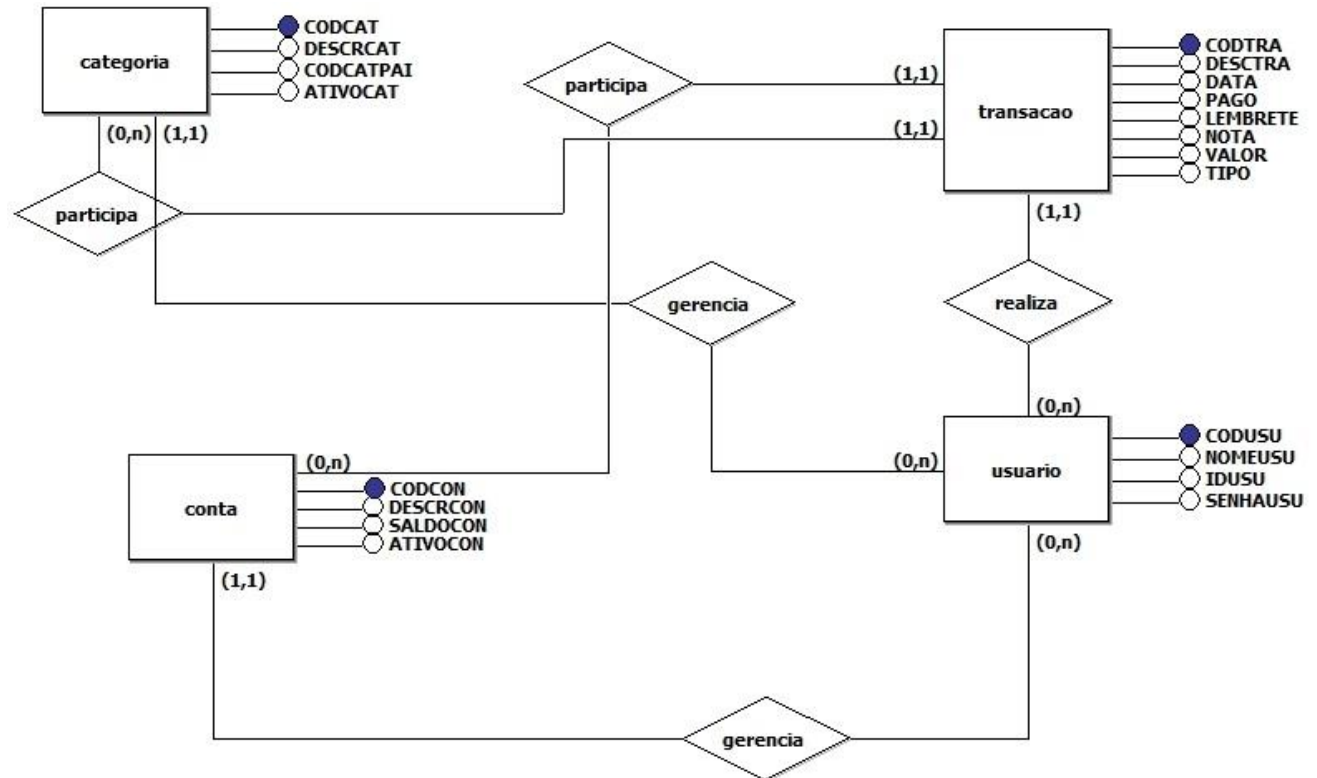 categoria
CODCAT
DESCRCAT
CODCATPAI
ATIVOCAT
(0,n)
(1,1)
participa
participa
(1,1)
(1,1)
transacao
CODTRA
DESCTRA
DATA
PAGO
LEMBRETE
NOTA
VALOR
TIPO
(1,1)
gerencia
realiza
(0,n)
(0,n)
usuario
CODUSU
NOMEUSU
IDUSU
SENHAUSU
(0,n)
(0,n)
conta
CODCON
DESCRCON
SALDOCON
ATIVOCON
(1,1)
gerencia